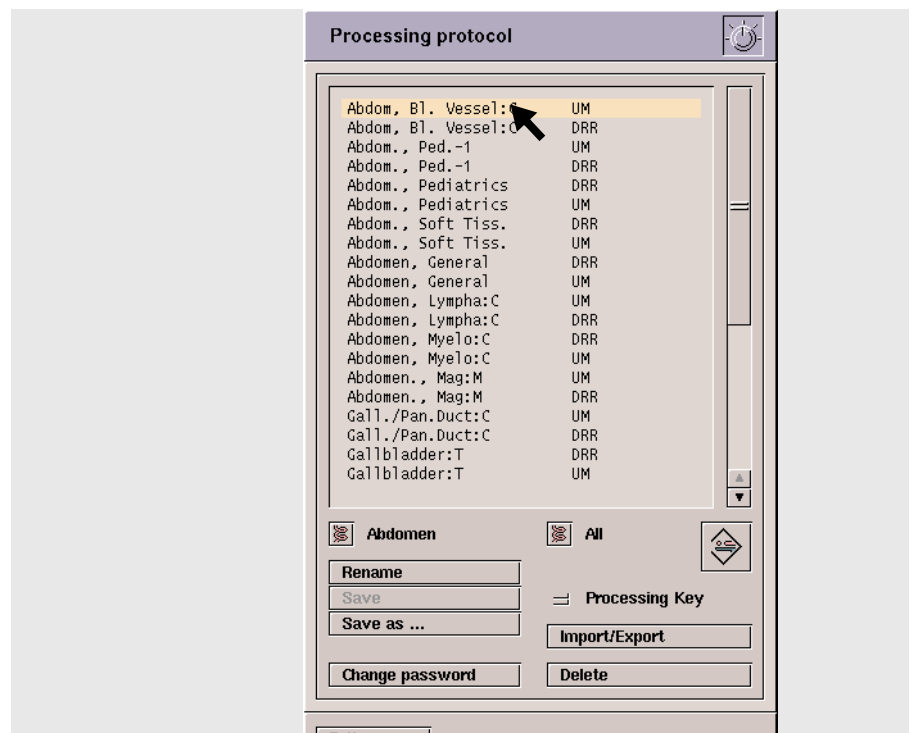 Processing protocol
Abdom, Bl. Vessel: UM
Abdom, Bl. Vessel:C DRR
Abdom., Ped.-1 UM
Abdom., Ped.-1 DRR
Abdom., Pediatrics DRR
Abdom., Pediatrics UM
Abdom., Soft Tiss. DRR
Abdom., Soft Tiss. UM
Abdomen, General DRR
Abdomen, General UM
Abdomen, Lympha:C UM
Abdomen, Lympha:C DRR
Abdomen, Myelo:C DRR
Abdomen, Myelo:C UM
Abdomen., Mag:M UM
Abdomen., Mag:M DRR
Gall./Pan.Duct:C UM
Gall./Pan.Duct:C DRR
Gallbladder:T DRR
Gallbladder:T UM
Abdomen All
Rename
Save Processing Key
Save as ...
Import/Export
Change password Delete